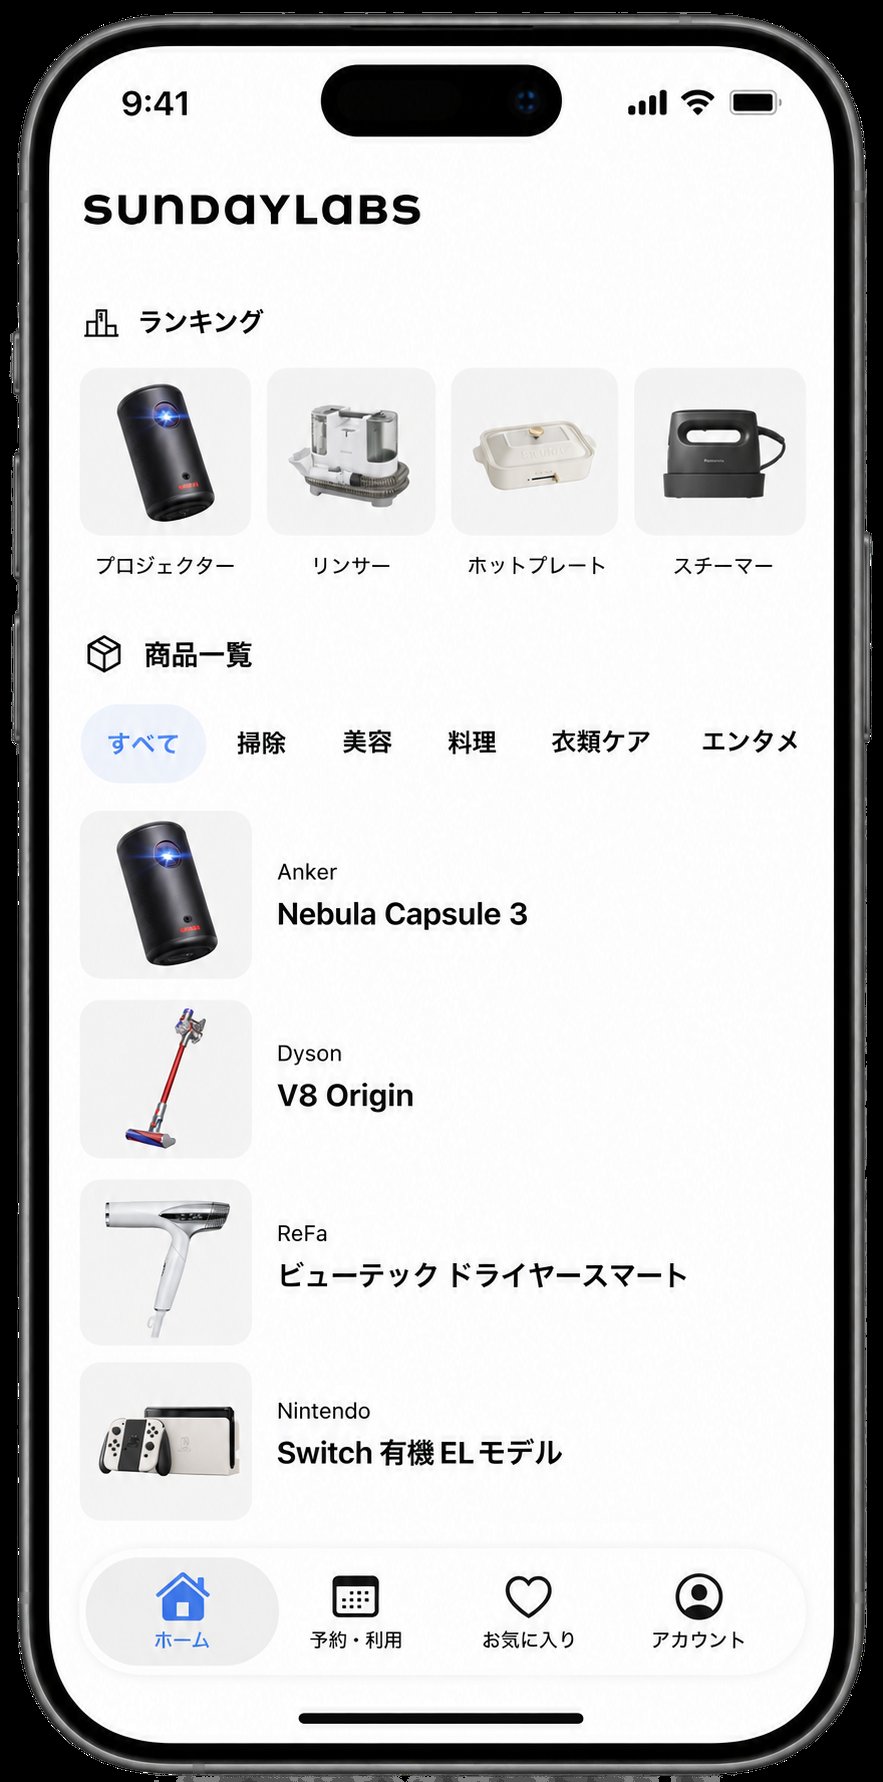 9:41
SUNDAYLABS
ランキング
プロジェクター
リンサー
ホットプレート
スチーマー
商品一覧
すべて
掃除
美容
料理
衣類ケア
エンタメ
Anker
Nebula Capsule 3
Dyson
V8 Origin
ReFa
ビューテック ドライヤースマート
Nintendo
Switch 有機 EL モデル
ホーム
予約・利用
お気に入り
アカウント